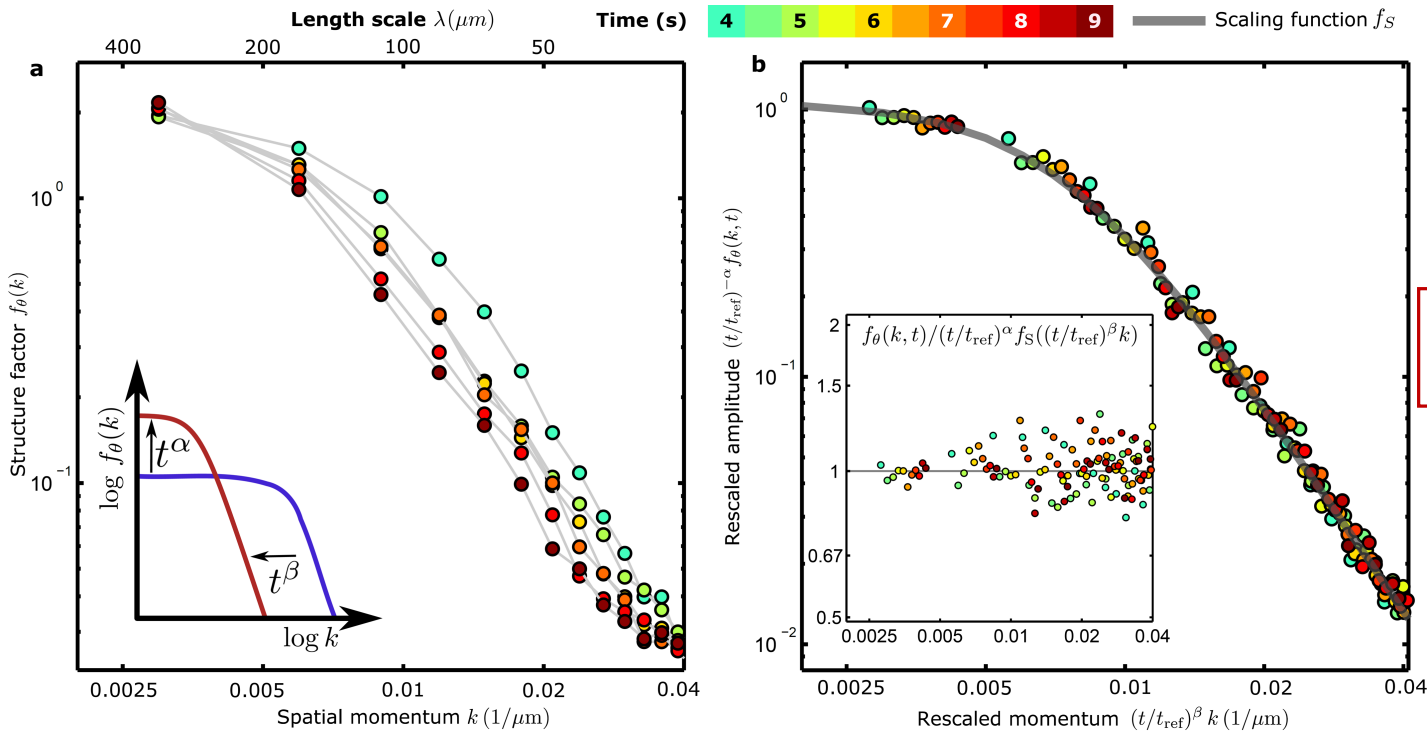 Length scale λ(μm)
Time (s)
4 5 6 7 8 9
Scaling function f_S
400 200 100 50
a
Structure factor f_θ(k)
10^0
10^-1
log f_θ(k)
t^α
t^β
log k
0.0025 0.005 0.01 0.02 0.04
Spatial momentum k (1/μm)
b
Rescaled amplitude (t/t_ref)^-α f_θ(k,t)
10^0
10^-1
10^-2
f_θ(k,t)/(t/t_ref)^α f_S((t/t_ref)^β k)
2
1.5
1
0.67
0.5
0.0025 0.005 0.01 0.02 0.04
0.0025 0.005 0.01 0.02 0.04
Rescaled momentum (t/t_ref)^β k (1/μm)